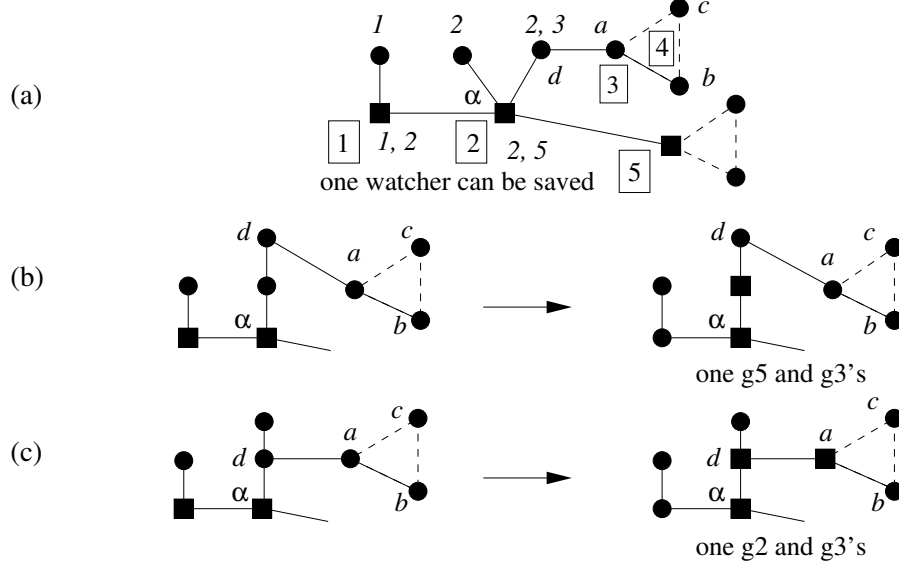 c
1 2 2, 3 a
4
(a) d 3 b
α
1 1, 2 2 2, 5 5
one watcher can be saved
d a c d a c
(b)
α b α b
one g5 and g3's
a c a c
(c) d d
α b α b
one g2 and g3's